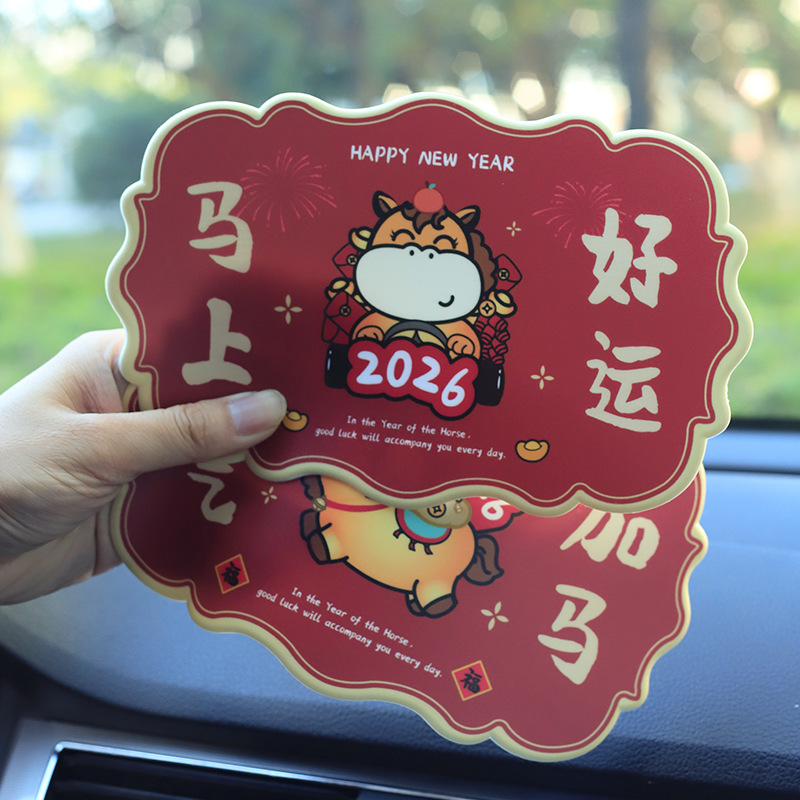 HAPPY NEW YEAR
马上
好运
2026
In the Year of the Horse,
good luck will accompany you every day.
加马
福
In the Year of the Horse,
good luck will accompany you every day.
福